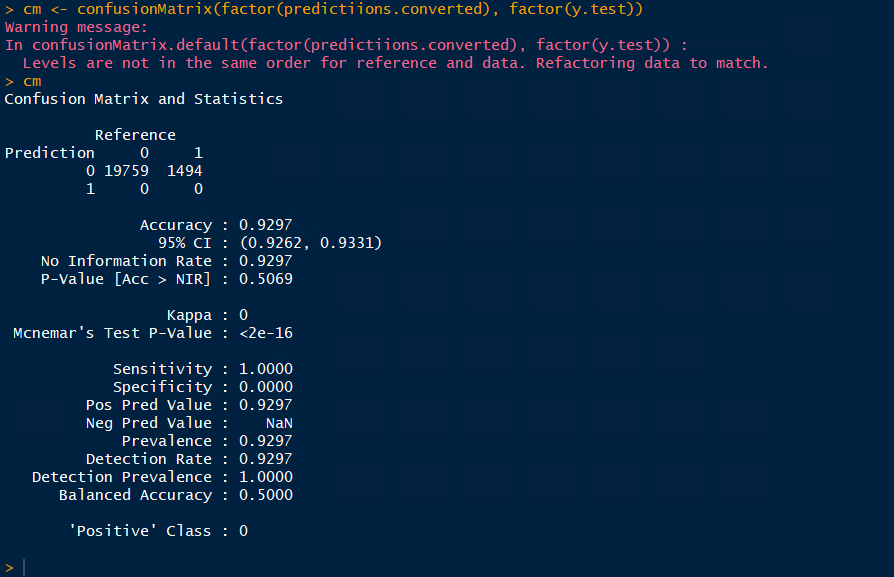 > cm <- confusionMatrix(factor(predictiions.converted), factor(y.test))
Warning message:
In confusionMatrix.default(factor(predictiions.converted), factor(y.test)) :
  Levels are not in the same order for reference and data. Refactoring data to match.
> cm
Confusion Matrix and Statistics

          Reference
Prediction     0     1
         0 19759  1494
         1     0     0

               Accuracy : 0.9297
                 95% CI : (0.9262, 0.9331)
    No Information Rate : 0.9297
    P-Value [Acc > NIR] : 0.5069

                  Kappa : 0
 Mcnemar's Test P-Value : <2e-16

            Sensitivity : 1.0000
            Specificity : 0.0000
         Pos Pred Value : 0.9297
         Neg Pred Value :    NaN
             Prevalence : 0.9297
         Detection Rate : 0.9297
   Detection Prevalence : 1.0000
      Balanced Accuracy : 0.5000

       'Positive' Class : 0

>